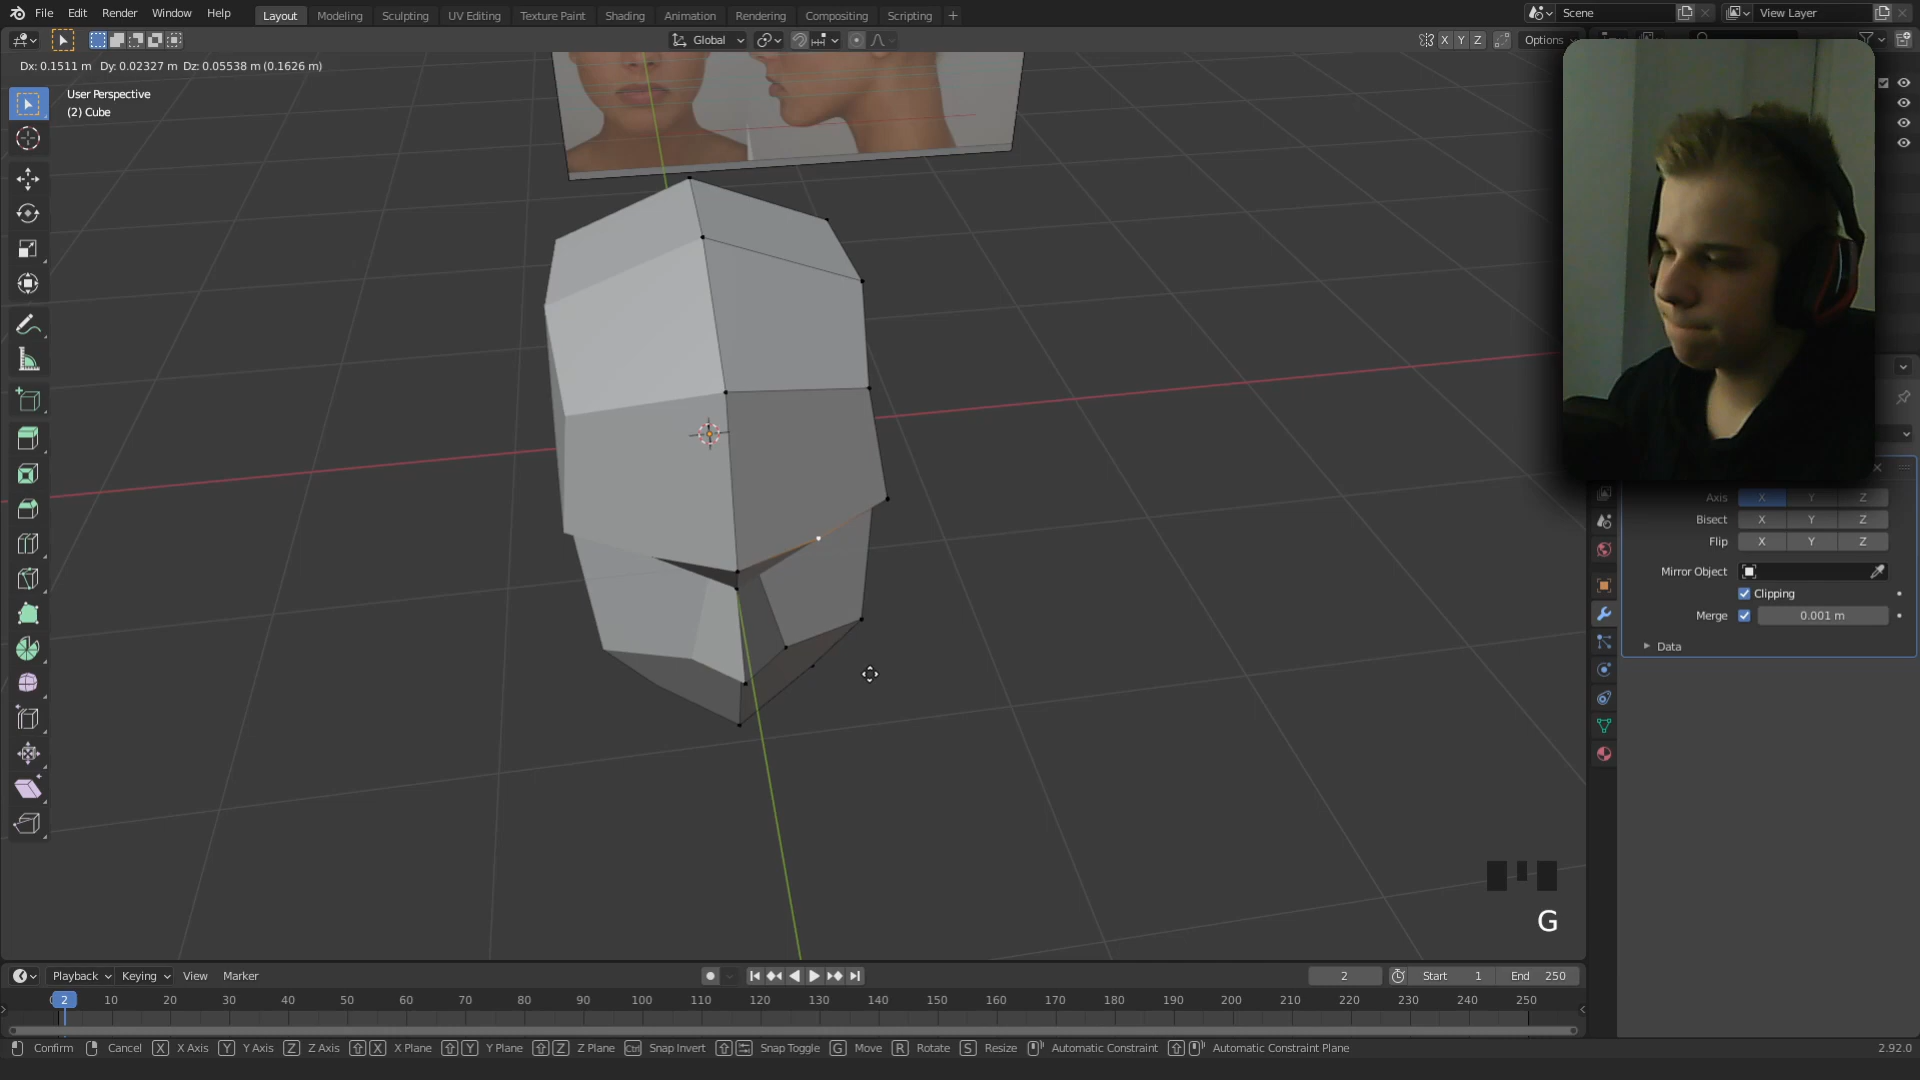 File Edit Render Window Help
Layout Modeling Sculpting UV Editing Texture Paint Shading Animation Rendering Compositing Scripting +
Scene
View Layer
Global
X Y Z
Options
Dx: 0.1511 m Dy: 0.02327 m Dz: 0.05538 m (0.1626 m)
User Perspective
(2) Cube
Axis X Y Z
Bisect X Y Z
Flip X Y Z
Mirror Object
Clipping
Merge 0.001 m
Data
G
Playback Keying View Marker
2 Start 1 End 250
2 10 20 30 40 50 60 70 80 90 100 110 120 130 140 150 160 170 180 190 200 210 220 230 240 250
Confirm Cancel X X Axis Y Y Axis Z Z Axis X X Plane Y Y Plane Z Z Plane Ctrl Snap Invert Snap Toggle G Move R Rotate S Resize Automatic Constraint Automatic Constraint Plane
2.92.0